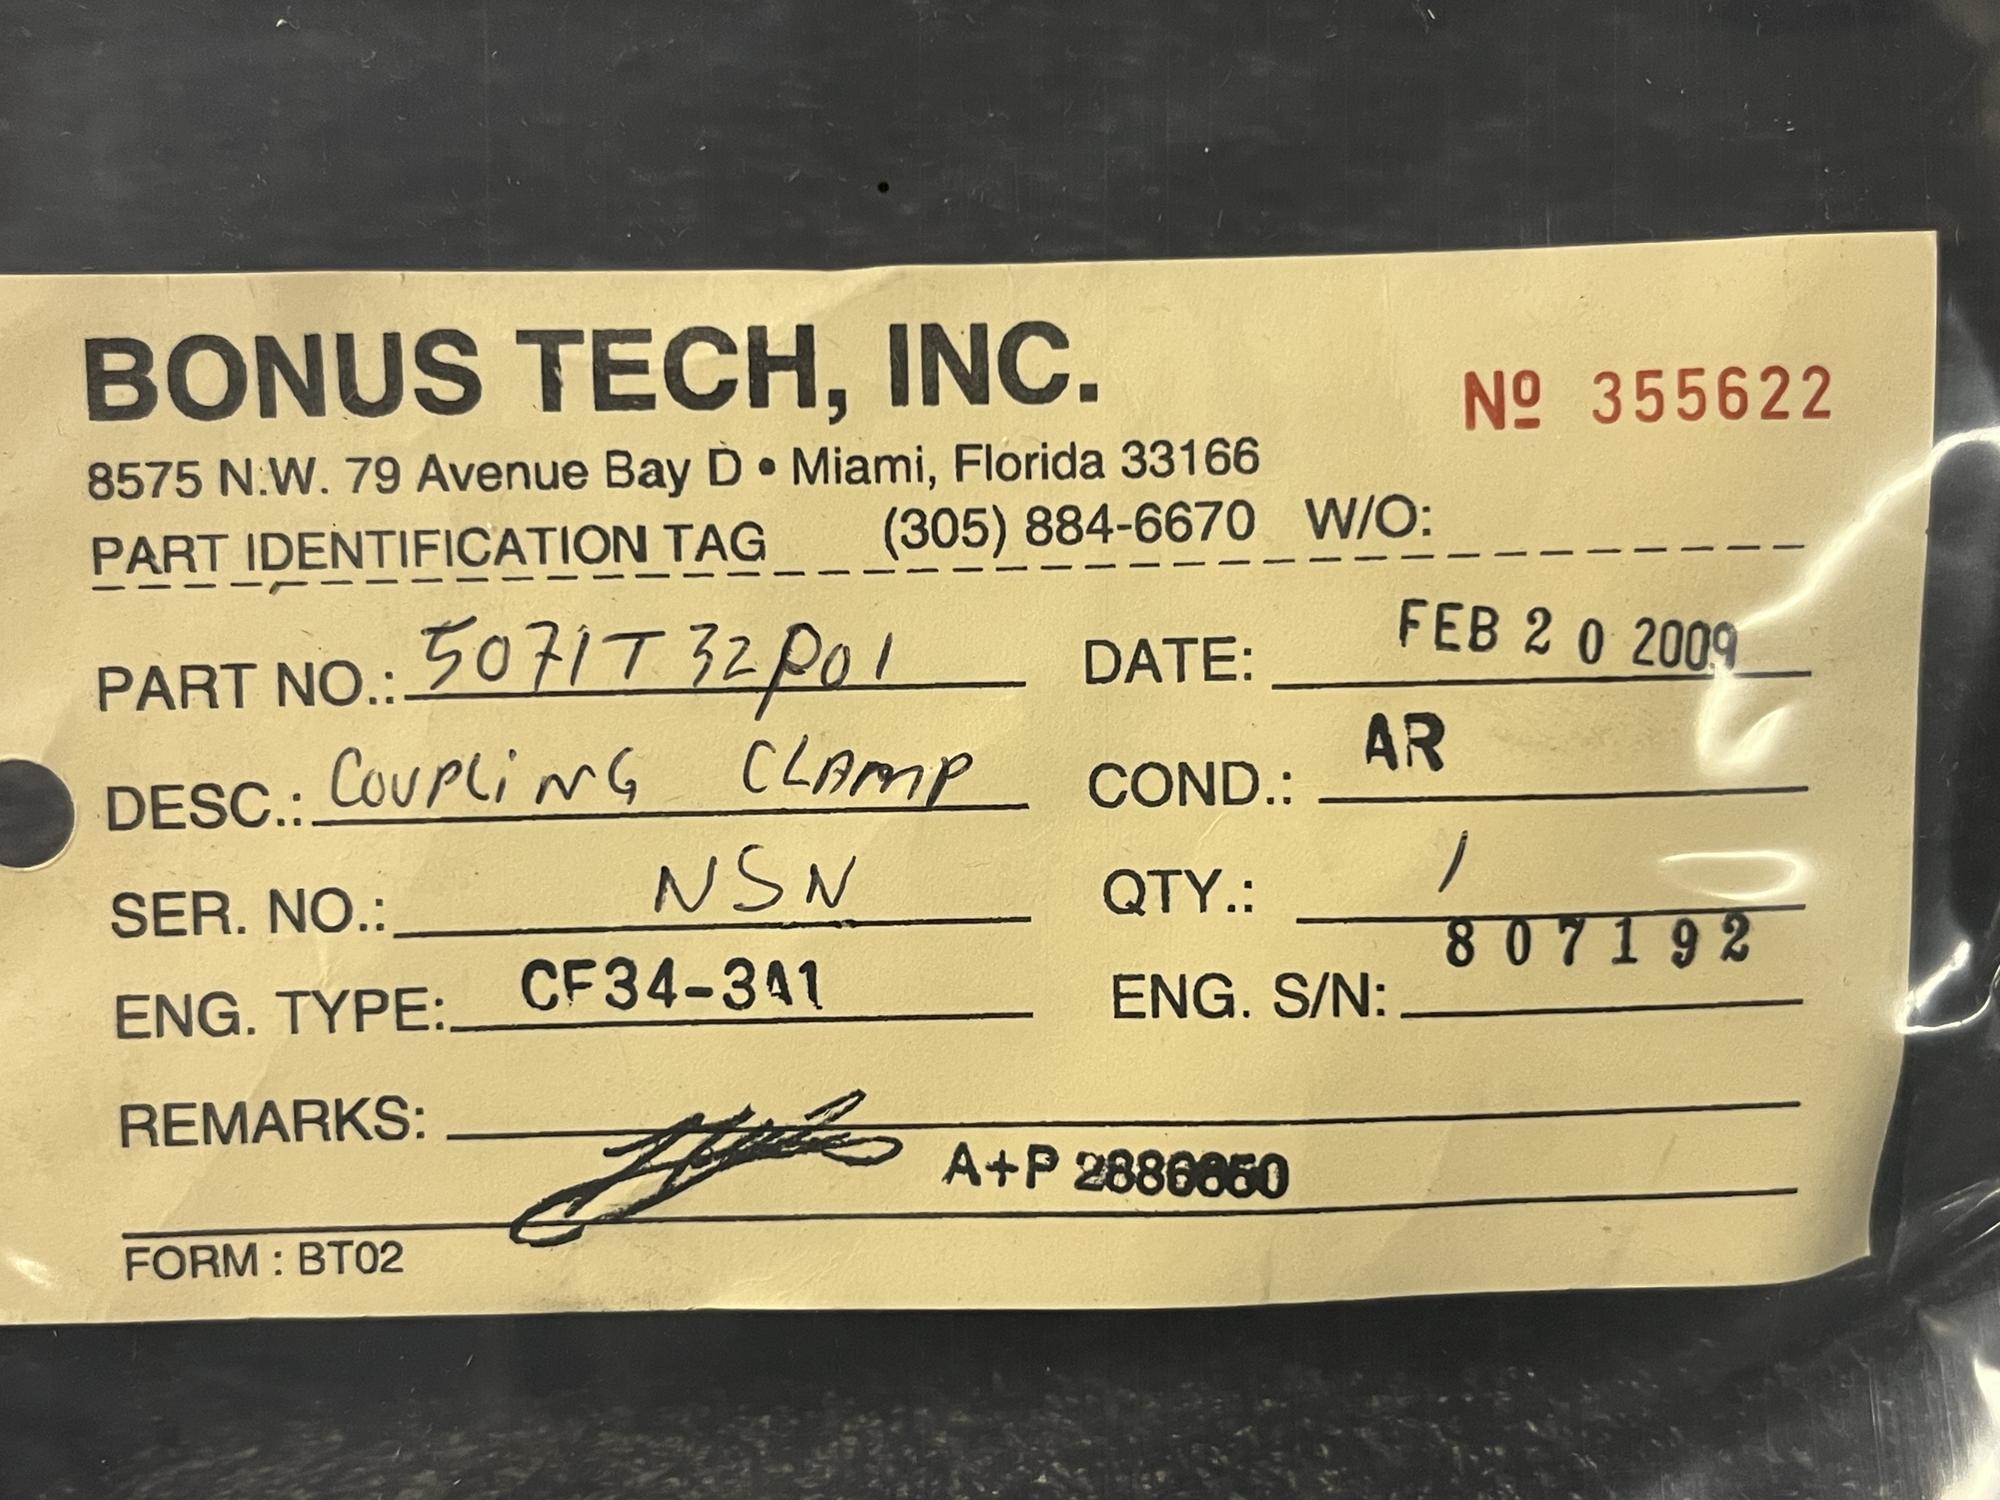 BONUS TECH, INC.
Nº 355622
8575 N.W. 79 Avenue Bay D • Miami, Florida 33166
PART IDENTIFICATION TAG (305) 884-6670 W/O:
PART NO.: 5071T32P01 DATE: FEB 20 2009
DESC.: COUPLiNG CLAMP COND.: AR
SER. NO.: NSN QTY.: 1
ENG. TYPE: CF34-3A1 ENG. S/N: 807192
REMARKS:
A+P
FORM : BT02